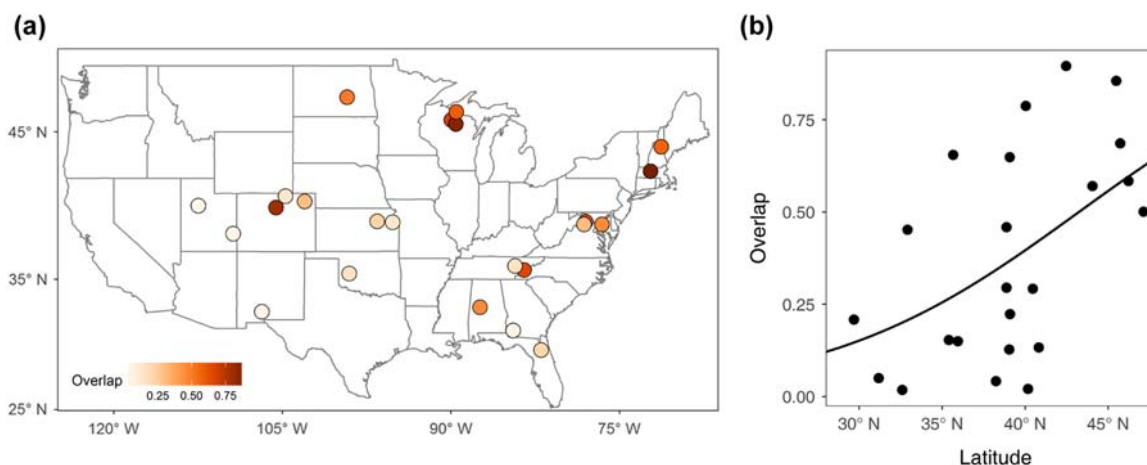 (a)
45° N
35° N
25° N
Overlap
0.25 0.50 0.75
120° W 105° W 90° W 75° W
(b)
Overlap
0.75
0.50
0.25
0.00
30° N 35° N 40° N 45° N
Latitude